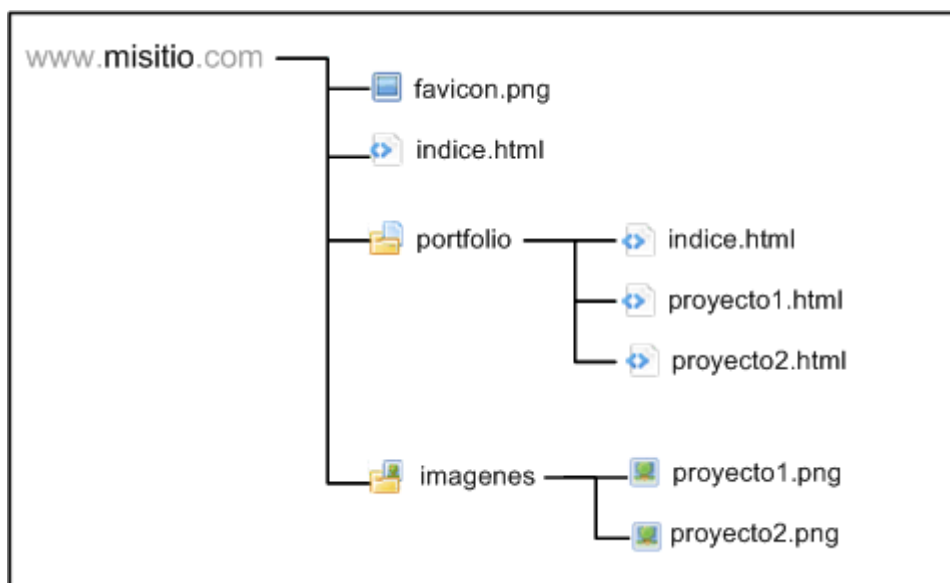 www.misitio.com
favicon.png
indice.html
portfolio
indice.html
proyecto1.html
proyecto2.html
imagenes
proyecto1.png
proyecto2.png